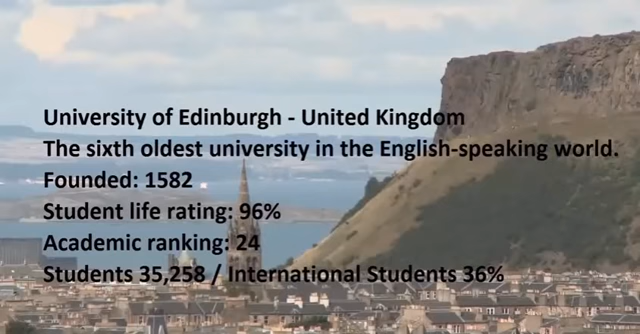 University of Edinburgh - United Kingdom
The sixth oldest university in the English-speaking world.
Founded: 1582
Student life rating: 96%
Academic ranking: 24
Students 35,258 / International Students 36%